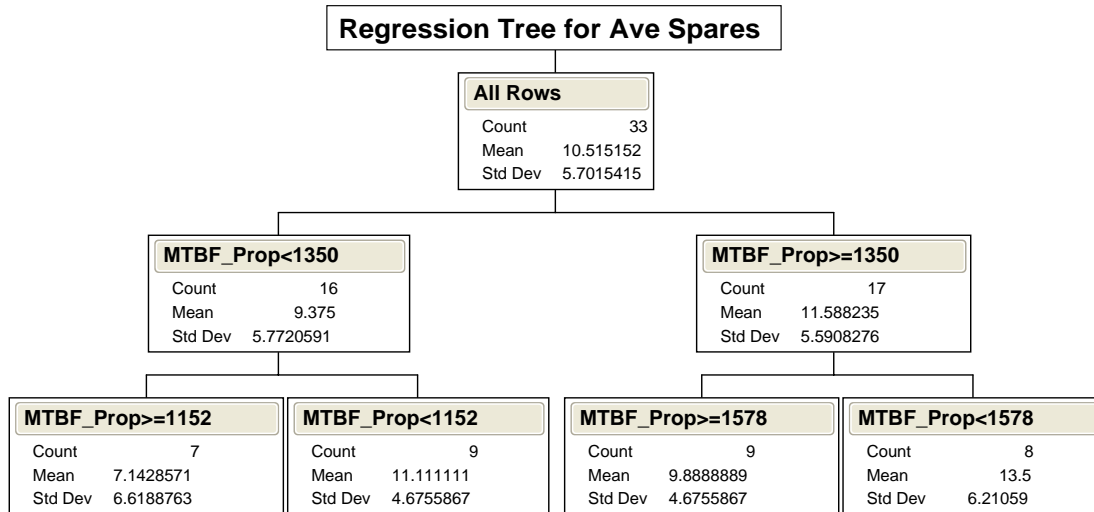 Regression Tree for Ave Spares
All Rows
Count 33
Mean 10.515152
Std Dev 5.7015415
MTBF_Prop<1350
Count 16
Mean 9.375
Std Dev 5.7720591
MTBF_Prop>=1350
Count 17
Mean 11.588235
Std Dev 5.5908276
MTBF_Prop>=1152
Count 7
Mean 7.1428571
Std Dev 6.6188763
MTBF_Prop<1152
Count 9
Mean 11.111111
Std Dev 4.6755867
MTBF_Prop>=1578
Count 9
Mean 9.8888889
Std Dev 4.6755867
MTBF_Prop<1578
Count 8
Mean 13.5
Std Dev 6.21059